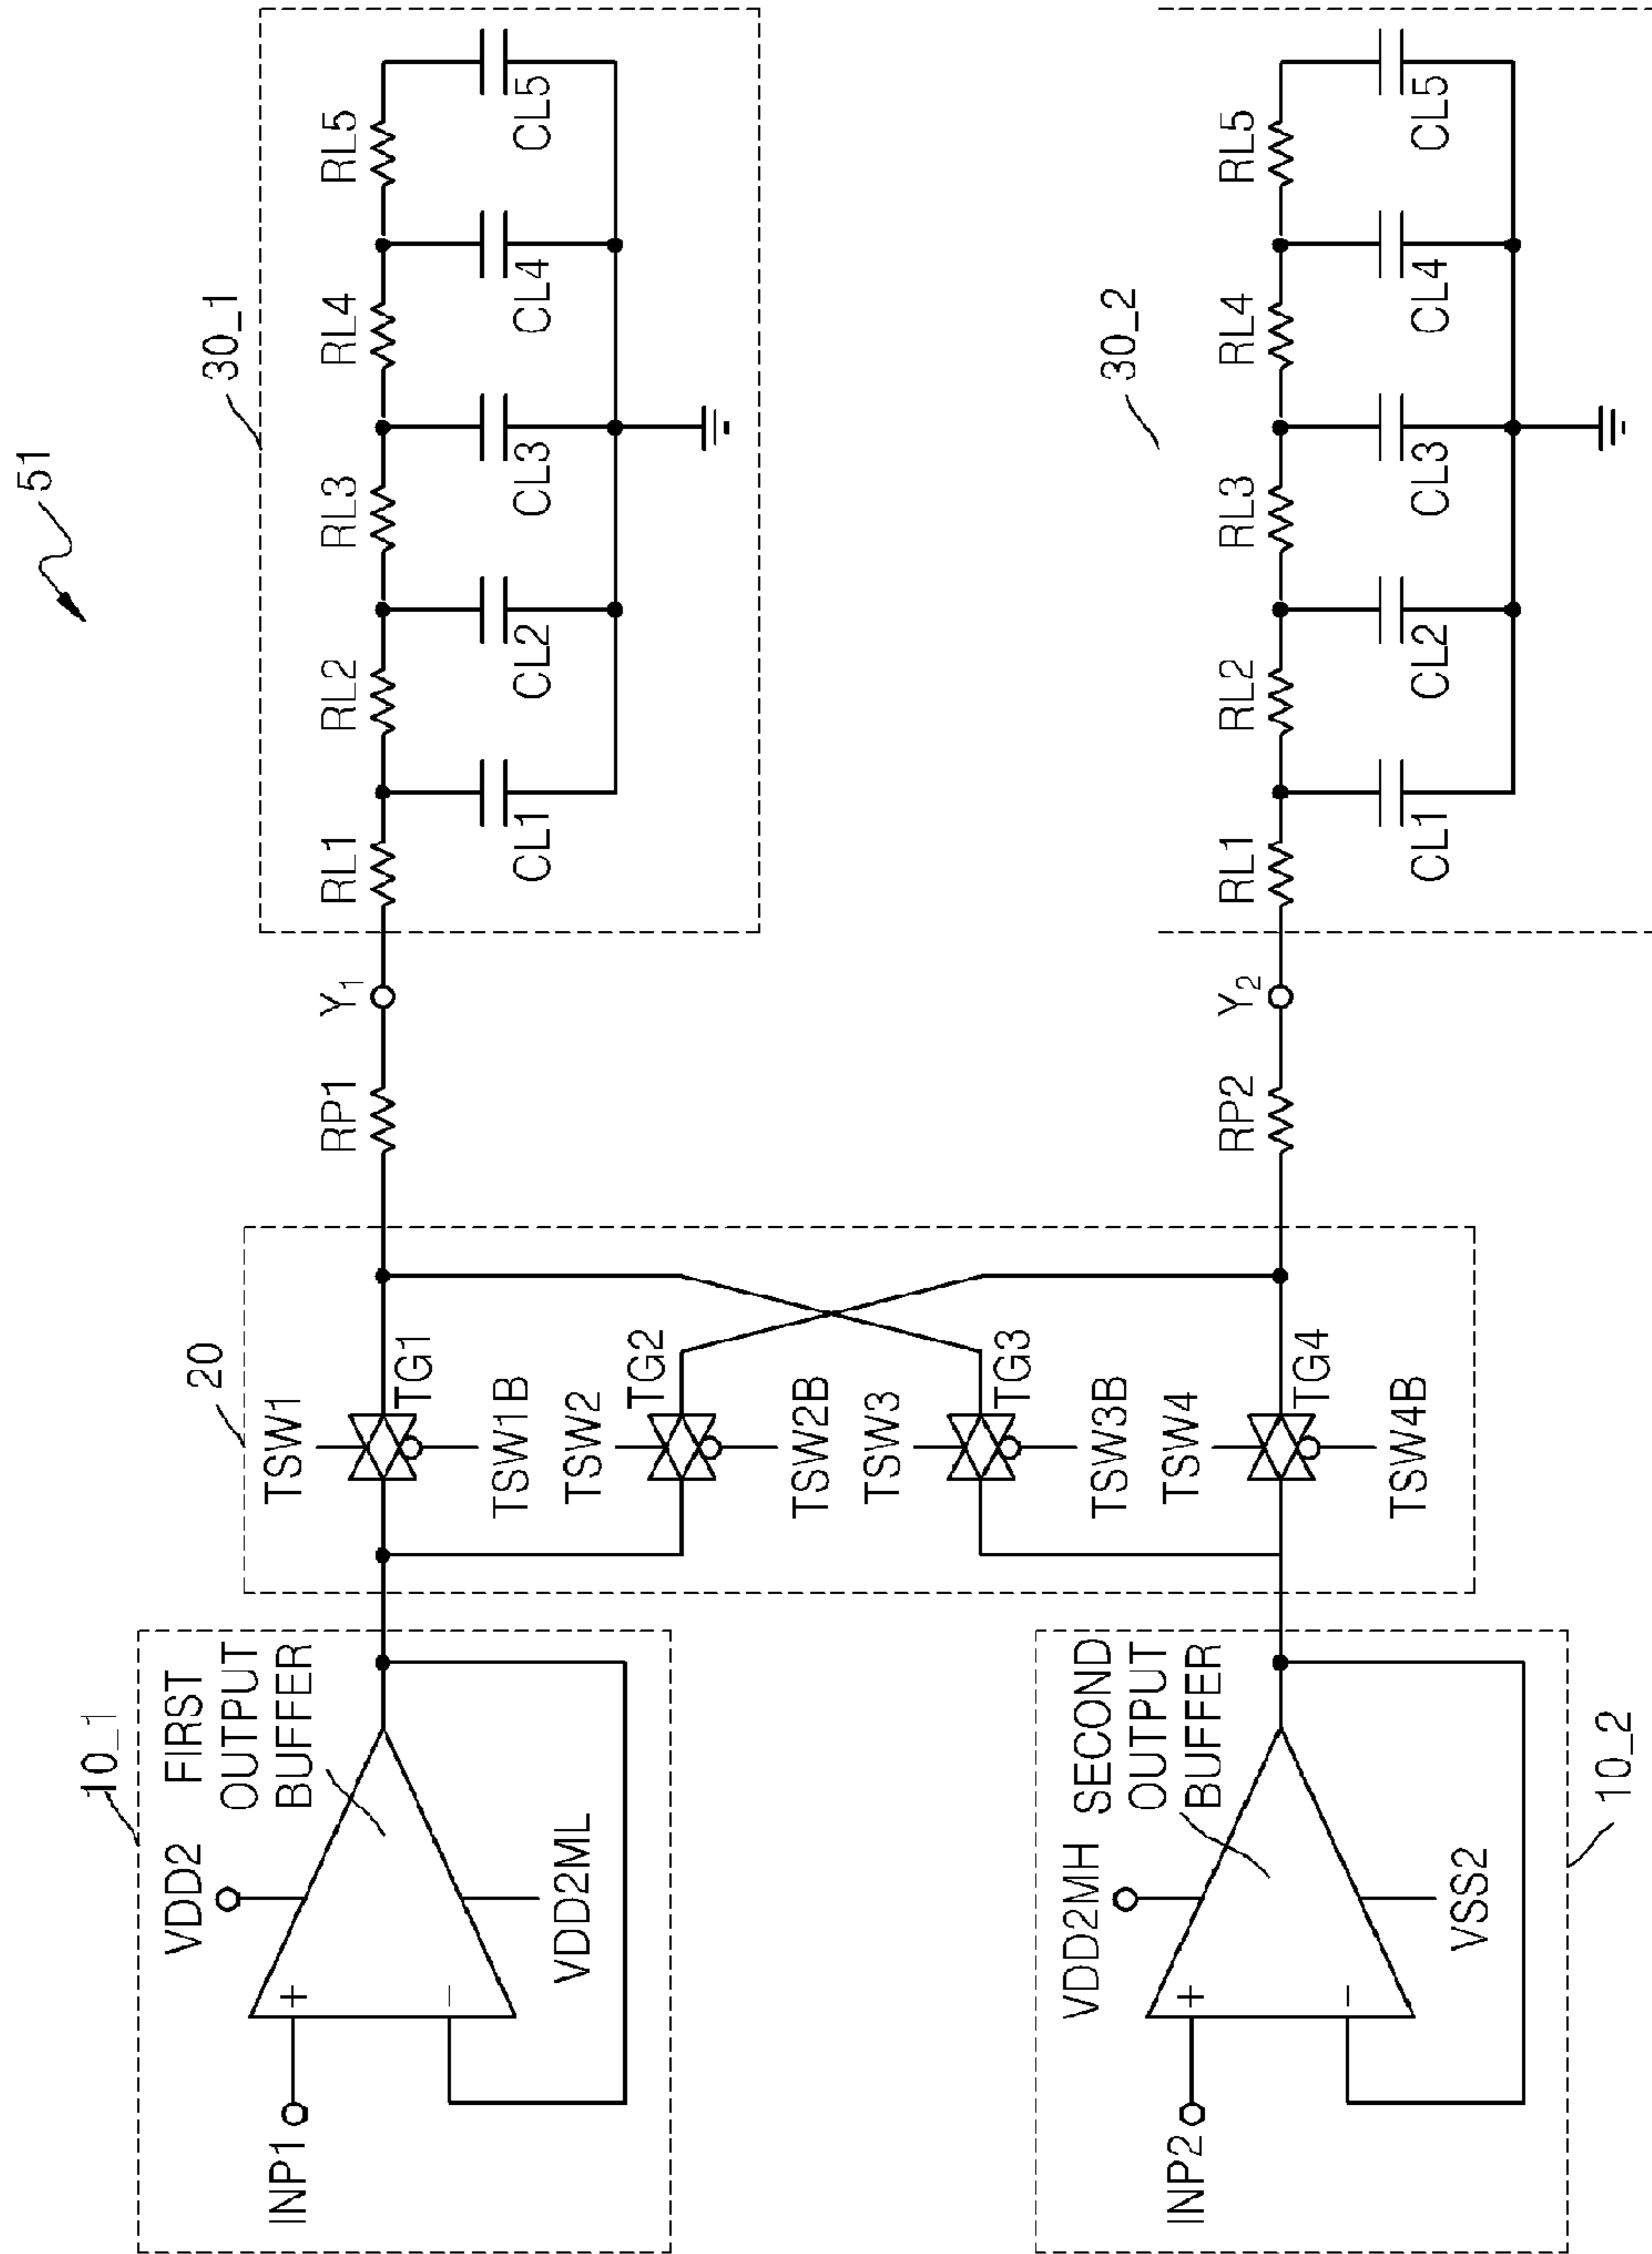 51
10_1
FIRST
OUTPUT
BUFFER
VDD2
INP1
+
−
VDD2ML
20
TSW1
TG1
TSW1B
TSW2
TG2
TSW2B
TSW3
TG3
TSW3B
TSW4
TG4
TSW4B
RP1
Y1
30_1
RL1
RL2
RL3
RL4
RL5
CL1
CL2
CL3
CL4
CL5
VDD2MH
SECOND
OUTPUT
BUFFER
INP2
+
−
VSS2
10_2
RP2
Y2
30_2
RL1
RL2
RL3
RL4
RL5
CL1
CL2
CL3
CL4
CL5